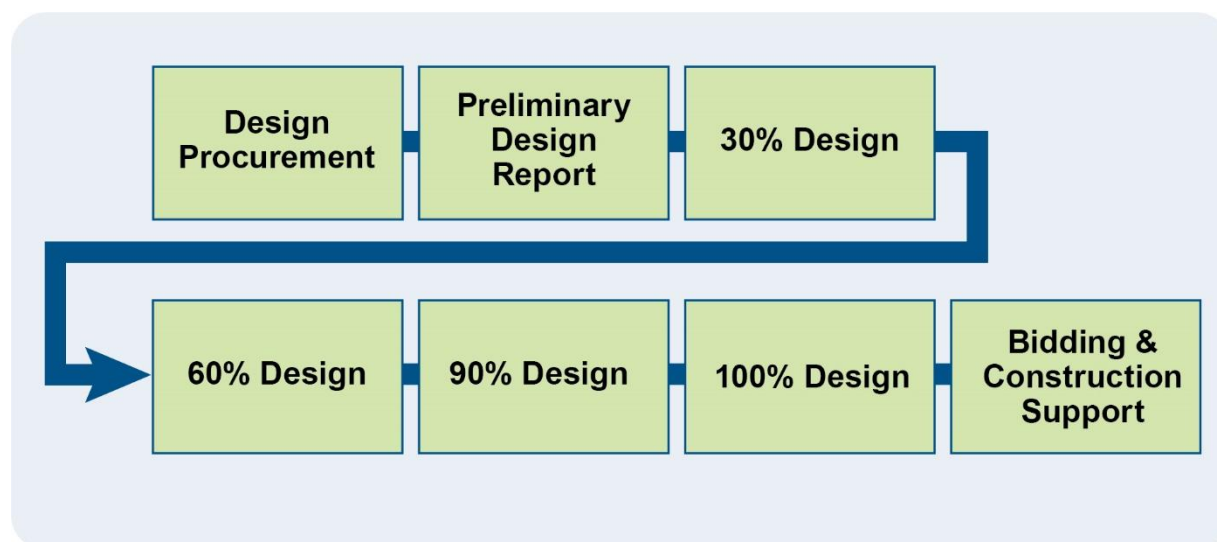 Design
Procurement
Preliminary
Design
Report
30% Design
60% Design
90% Design
100% Design
Bidding &
Construction
Support